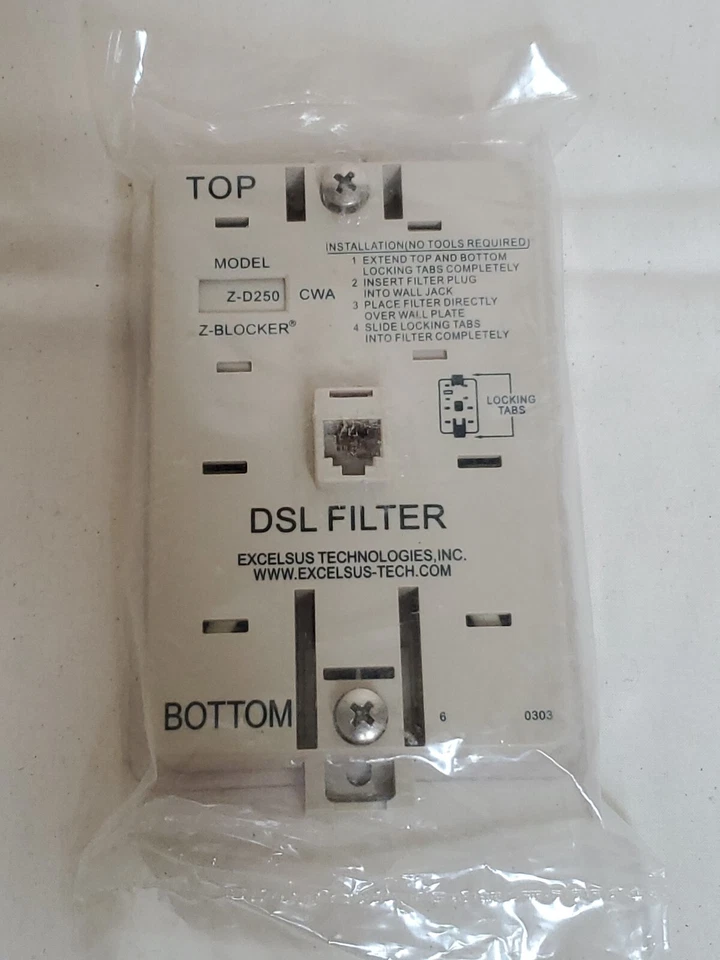 TOP
MODEL
Z-D250 CWA
Z-BLOCKER®
INSTALLATION(NO TOOLS REQUIRED)
1 EXTEND TOP AND BOTTOM
LOCKING TABS COMPLETELY
2 INSERT FILTER PLUG
INTO WALL JACK
3 PLACE FILTER DIRECTLY
OVER WALL PLATE
4 SLIDE LOCKING TABS
INTO FILTER COMPLETELY
LOCKING
TABS
DSL FILTER
EXCELSUS TECHNOLOGIES,INC.
WWW.EXCELSUS-TECH.COM
BOTTOM
6
0303